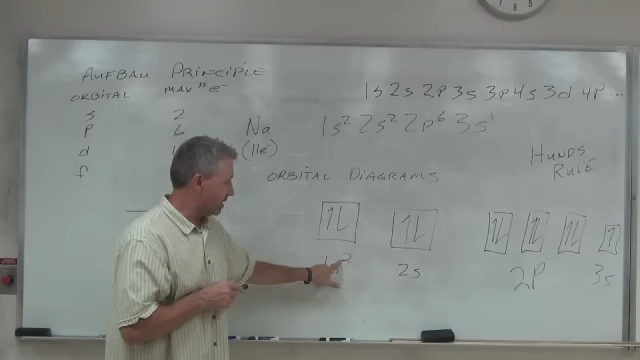 AUFBAU PRINCIPLE
ORBITAL MAX # e-
s 2
p 6
d
f
Na
(11e)
1s 2s 2p 3s 3p 4s 3d 4p ...
1s² 2s² 2p⁶ 3s¹
HUNDS
RULE
ORBITAL DIAGRAMS
1s² 2s 2p 3s